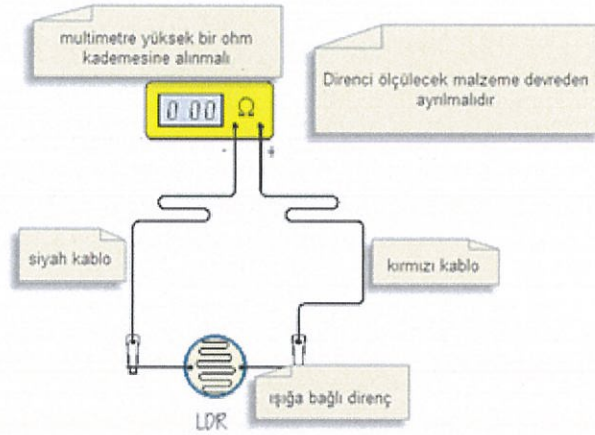 multimetre yüksek bir ohm
kademesine alınmalı
Direnci ölçülecek malzeme devreden
ayrılmalıdır
0.00 Ω
- +
siyah kablo
kırmızı kablo
ışığa bağlı direnç
LDR